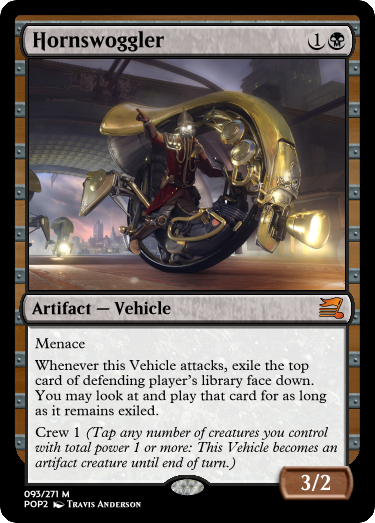 Hornswoggler 1
Artifact — Vehicle
Menace
Whenever this Vehicle attacks, exile the top
card of defending player's library face down.
You may look at and play that card for as long
as it remains exiled.
Crew 1 (Tap any number of creatures you control
with total power 1 or more: This Vehicle becomes an
artifact creature until end of turn.)
3/2
093/271 M
POP2 Travis Anderson